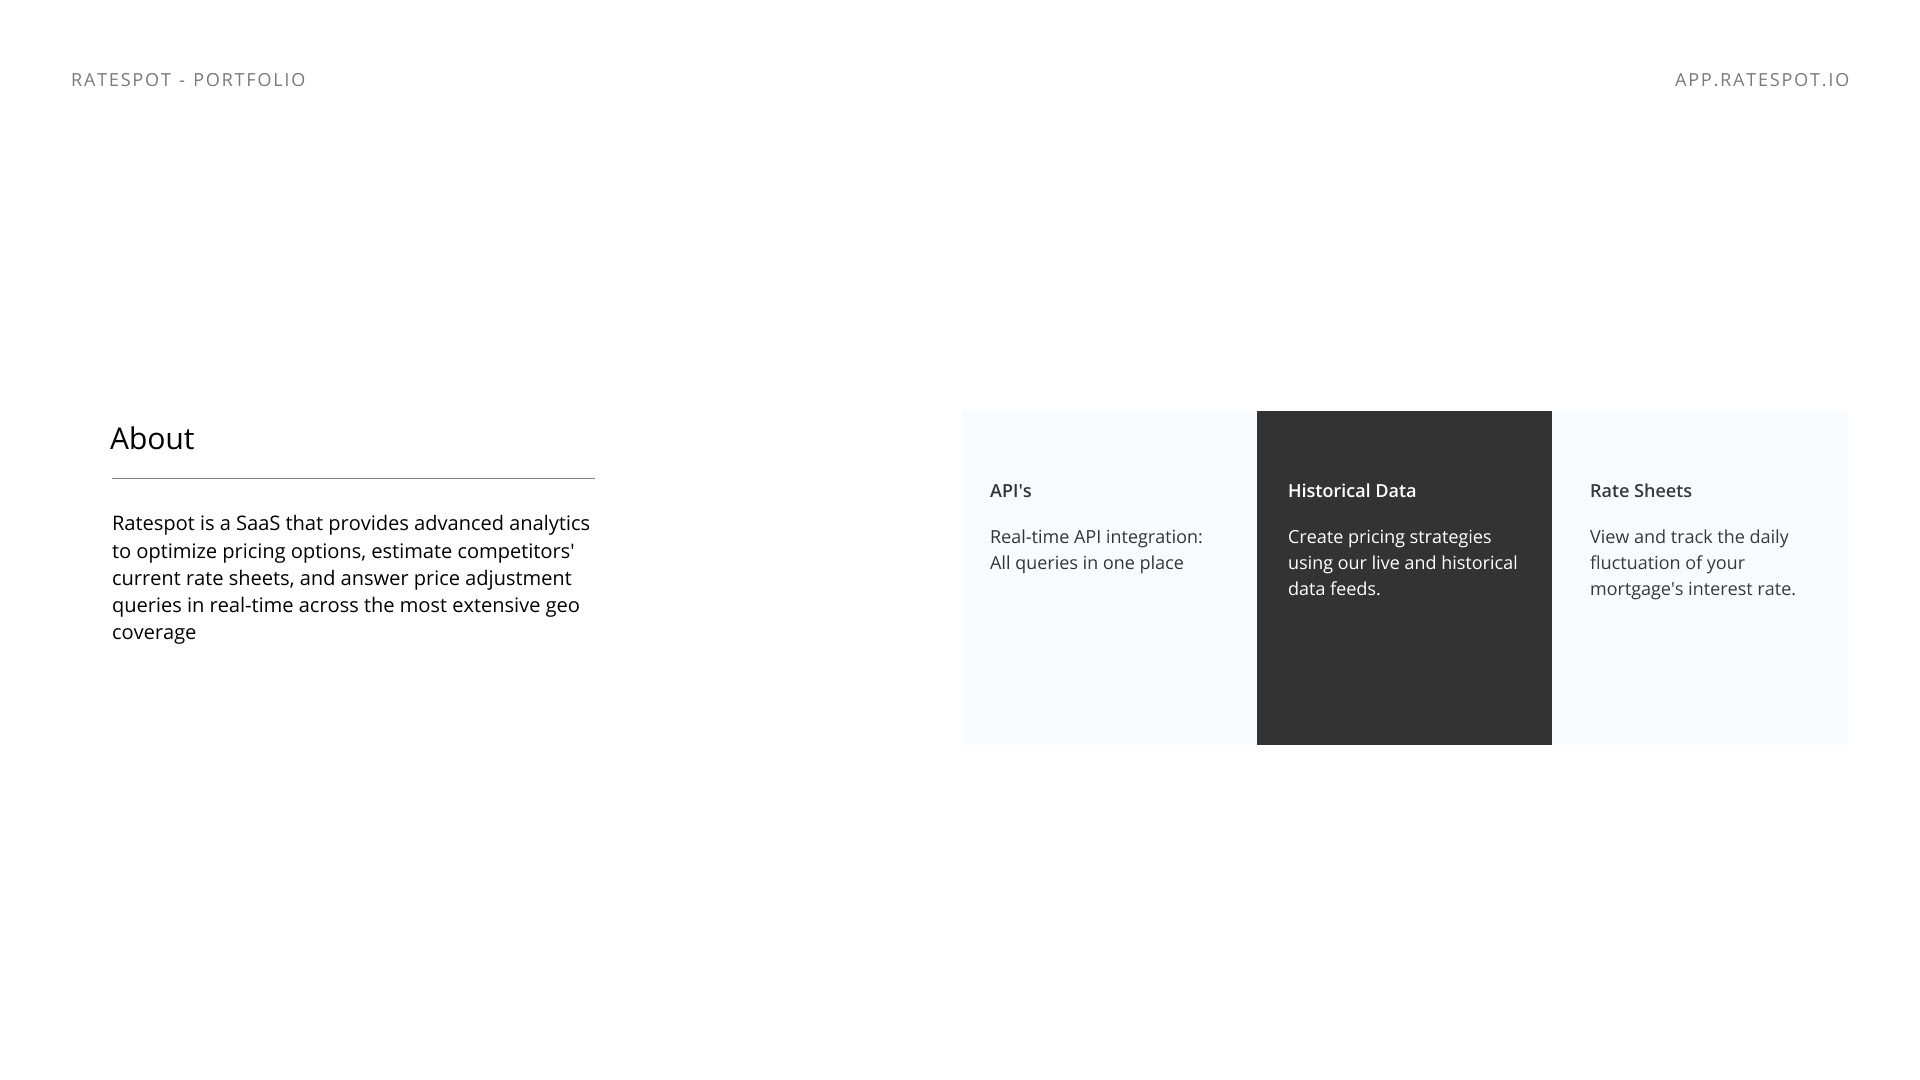 RATESPOT - PORTFOLIO
APP.RATESPOT.IO
About
Ratespot is a SaaS that provides advanced analytics
to optimize pricing options, estimate competitors'
current rate sheets, and answer price adjustment
queries in real-time across the most extensive geo
coverage
API's
Real-time API integration:
All queries in one place
Historical Data
Create pricing strategies
using our live and historical
data feeds.
Rate Sheets
View and track the daily
fluctuation of your
mortgage's interest rate.